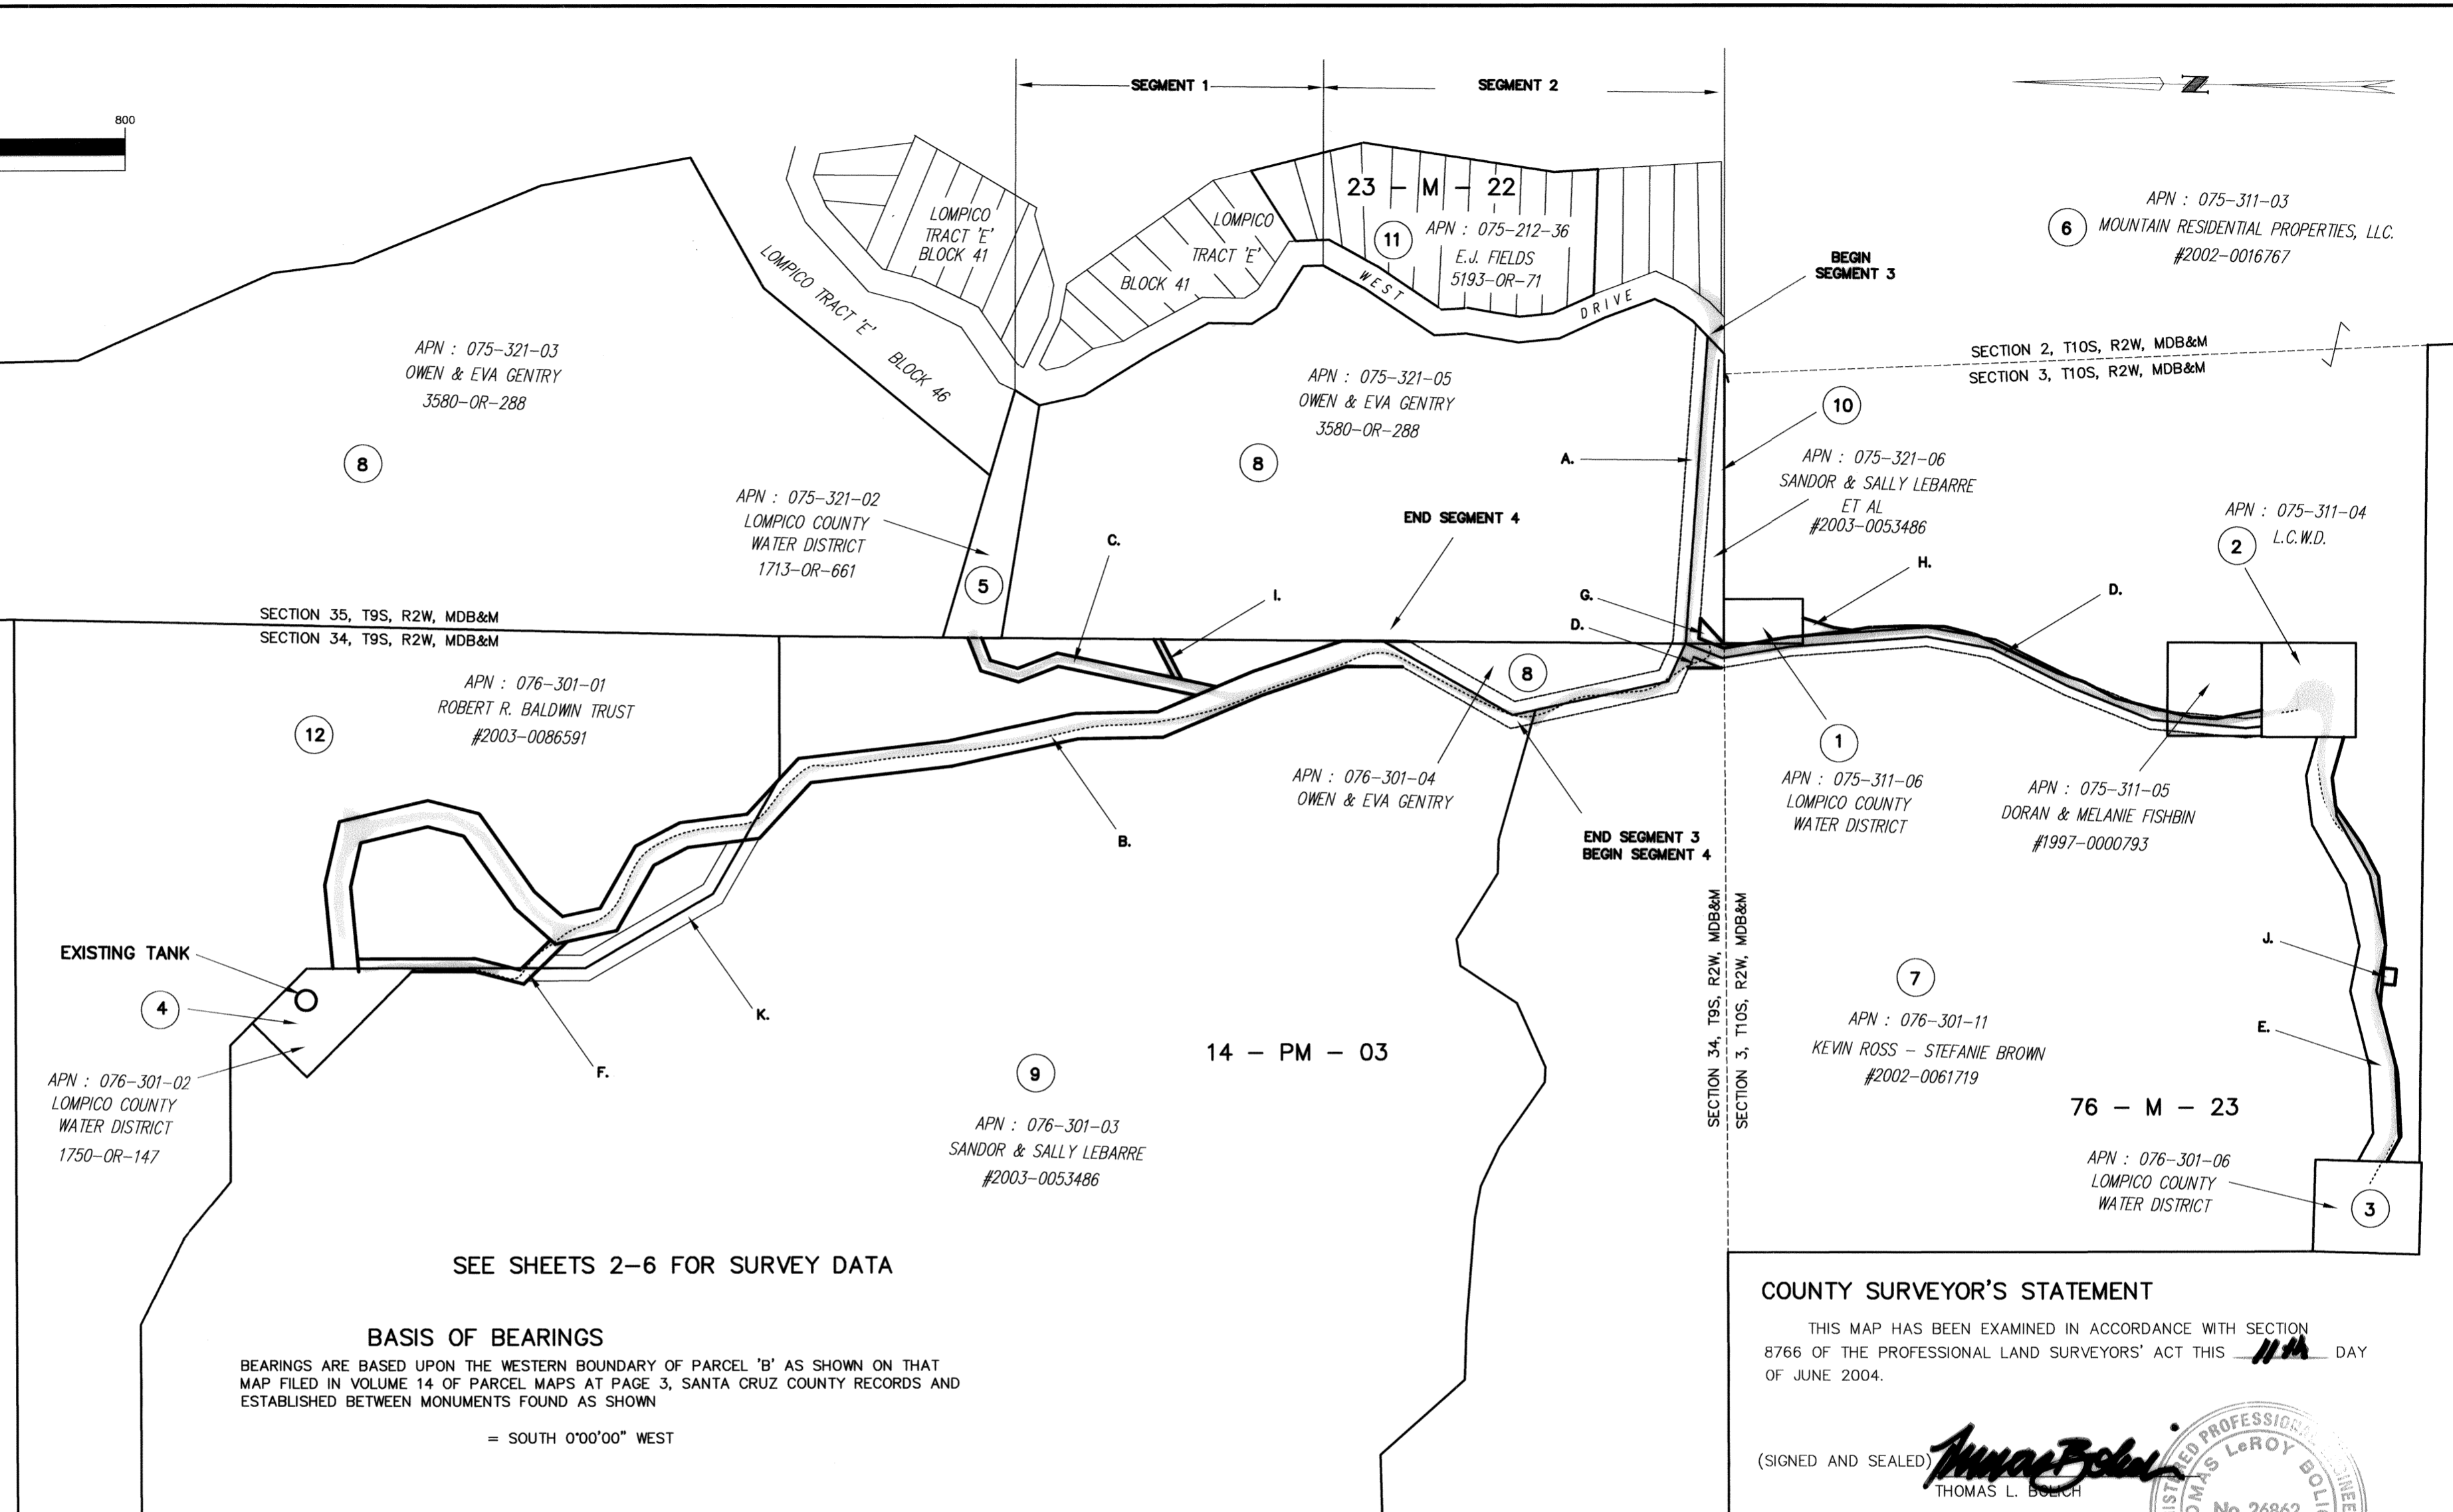 800
SEGMENT 1
SEGMENT 2
N
LOMPICO
TRACT 'E'
BLOCK 41
LOMPICO
TRACT 'E'
BLOCK 41
23 - M - 22
11
APN : 075-212-36
E.J. FIELDS
5193-OR-71
WEST DRIVE
BEGIN
SEGMENT 3
APN : 075-311-03
6
MOUNTAIN RESIDENTIAL PROPERTIES, LLC.
#2002-0016767
LOMPICO TRACT 'E' BLOCK 46
SECTION 2, T10S, R2W, MDB&M
SECTION 3, T10S, R2W, MDB&M
APN : 075-321-03
OWEN & EVA GENTRY
3580-OR-288
8
APN : 075-321-05
OWEN & EVA GENTRY
3580-OR-288
8
A.
10
APN : 075-321-06
SANDOR & SALLY LEBARRE
ET AL
#2003-0053486
APN : 075-321-02
LOMPICO COUNTY
WATER DISTRICT
1713-OR-661
5
C.
I.
END SEGMENT 4
G.
D.
H.
D.
APN : 075-311-04
L.C.W.D.
2
SECTION 35, T9S, R2W, MDB&M
SECTION 34, T9S, R2W, MDB&M
APN : 076-301-01
ROBERT R. BALDWIN TRUST
#2003-0086591
12
8
APN : 076-301-04
OWEN & EVA GENTRY
B.
END SEGMENT 3
BEGIN SEGMENT 4
1
APN : 075-311-06
LOMPICO COUNTY
WATER DISTRICT
APN : 075-311-05
DORAN & MELANIE FISHBIN
#1997-0000793
SECTION 34, T9S, R2W, MDB&M
SECTION 3, T10S, R2W, MDB&M
EXISTING TANK
4
APN : 076-301-02
LOMPICO COUNTY
WATER DISTRICT
1750-OR-147
K.
F.
14 - PM - 03
9
APN : 076-301-03
SANDOR & SALLY LEBARRE
#2003-0053486
7
APN : 076-301-11
KEVIN ROSS - STEFANIE BROWN
#2002-0061719
J.
E.
76 - M - 23
APN : 076-301-06
LOMPICO COUNTY
WATER DISTRICT
3
SEE SHEETS 2-6 FOR SURVEY DATA
BASIS OF BEARINGS
BEARINGS ARE BASED UPON THE WESTERN BOUNDARY OF PARCEL 'B' AS SHOWN ON THAT
MAP FILED IN VOLUME 14 OF PARCEL MAPS AT PAGE 3, SANTA CRUZ COUNTY RECORDS AND
ESTABLISHED BETWEEN MONUMENTS FOUND AS SHOWN
= SOUTH 0°00'00" WEST
COUNTY SURVEYOR'S STATEMENT
THIS MAP HAS BEEN EXAMINED IN ACCORDANCE WITH SECTION
8766 OF THE PROFESSIONAL LAND SURVEYORS' ACT THIS 11th DAY
OF JUNE 2004.
(SIGNED AND SEALED)
THOMAS L. BOLICH
PROFESSIONAL
LeROY
No. 26862